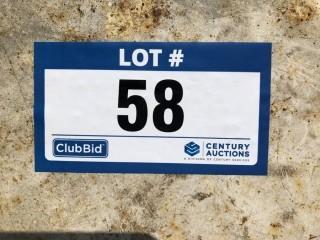 LOT #
58
ClubBid
CENTURY
AUCTIONS
A DIVISION OF CENTURY SERVICES